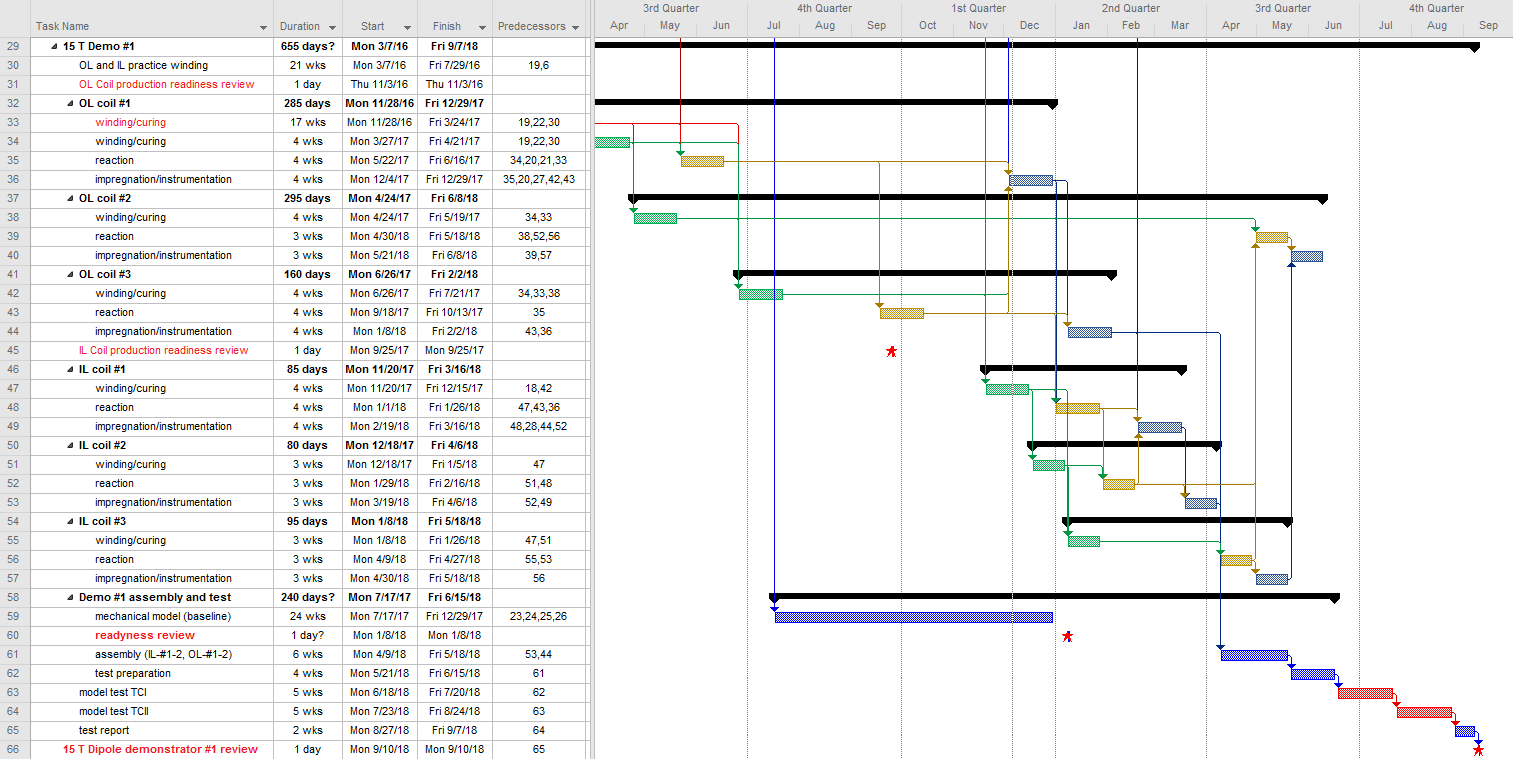 3rd Quarter 4th Quarter 1st Quarter 2nd Quarter 3rd Quarter 4th Quarter
Task Name Duration Start Finish Predecessors Apr May Jun Jul Aug Sep Oct Nov Dec Jan Feb Mar Apr May Jun Jul Aug Sep
29 15 T Demo #1 655 days? Mon 3/7/16 Fri 9/7/18
30 OL and IL practice winding 21 wks Mon 3/7/16 Fri 7/29/16 19,6
31 OL Coil production readiness review 1 day Thu 11/3/16 Thu 11/3/16
32 OL coil #1 285 days Mon 11/28/16 Fri 12/29/17
33 winding/curing 17 wks Mon 11/28/16 Fri 3/24/17 19,22,30
34 winding/curing 4 wks Mon 3/27/17 Fri 4/21/17 19,22,30
35 reaction 4 wks Mon 5/22/17 Fri 6/16/17 34,20,21,33
36 impregnation/instrumentation 4 wks Mon 12/4/17 Fri 12/29/17 35,20,27,42,43
37 OL coil #2 295 days Mon 4/24/17 Fri 6/8/18
38 winding/curing 4 wks Mon 4/24/17 Fri 5/19/17 34,33
39 reaction 3 wks Mon 4/30/18 Fri 5/18/18 38,52,56
40 impregnation/instrumentation 3 wks Mon 5/21/18 Fri 6/8/18 39,57
41 OL coil #3 160 days Mon 6/26/17 Fri 2/2/18
42 winding/curing 4 wks Mon 6/26/17 Fri 7/21/17 34,33,38
43 reaction 4 wks Mon 9/18/17 Fri 10/13/17 35
44 impregnation/instrumentation 4 wks Mon 1/8/18 Fri 2/2/18 43,36
45 IL Coil production readiness review 1 day Mon 9/25/17 Mon 9/25/17
46 IL coil #1 85 days Mon 11/20/17 Fri 3/16/18
47 winding/curing 4 wks Mon 11/20/17 Fri 12/15/17 18,42
48 reaction 4 wks Mon 1/1/18 Fri 1/26/18 47,43,36
49 impregnation/instrumentation 4 wks Mon 2/19/18 Fri 3/16/18 48,28,44,52
50 IL coil #2 80 days Mon 12/18/17 Fri 4/6/18
51 winding/curing 3 wks Mon 12/18/17 Fri 1/5/18 47
52 reaction 3 wks Mon 1/29/18 Fri 2/16/18 51,48
53 impregnation/instrumentation 3 wks Mon 3/19/18 Fri 4/6/18 52,49
54 IL coil #3 95 days Mon 1/8/18 Fri 5/18/18
55 winding/curing 3 wks Mon 1/8/18 Fri 1/26/18 47,51
56 reaction 3 wks Mon 4/9/18 Fri 4/27/18 55,53
57 impregnation/instrumentation 3 wks Mon 4/30/18 Fri 5/18/18 56
58 Demo #1 assembly and test 240 days? Mon 7/17/17 Fri 6/15/18
59 mechanical model (baseline) 24 wks Mon 7/17/17 Fri 12/29/17 23,24,25,26
60 readyness review 1 day? Mon 1/8/18 Mon 1/8/18
61 assembly (IL-#1-2, OL-#1-2) 6 wks Mon 4/9/18 Fri 5/18/18 53,44
62 test preparation 4 wks Mon 5/21/18 Fri 6/15/18 61
63 model test TCI 5 wks Mon 6/18/18 Fri 7/20/18 62
64 model test TCII 5 wks Mon 7/23/18 Fri 8/24/18 63
65 test report 2 wks Mon 8/27/18 Fri 9/7/18 64
66 15 T Dipole demonstrator #1 review 1 day Mon 9/10/18 Mon 9/10/18 65